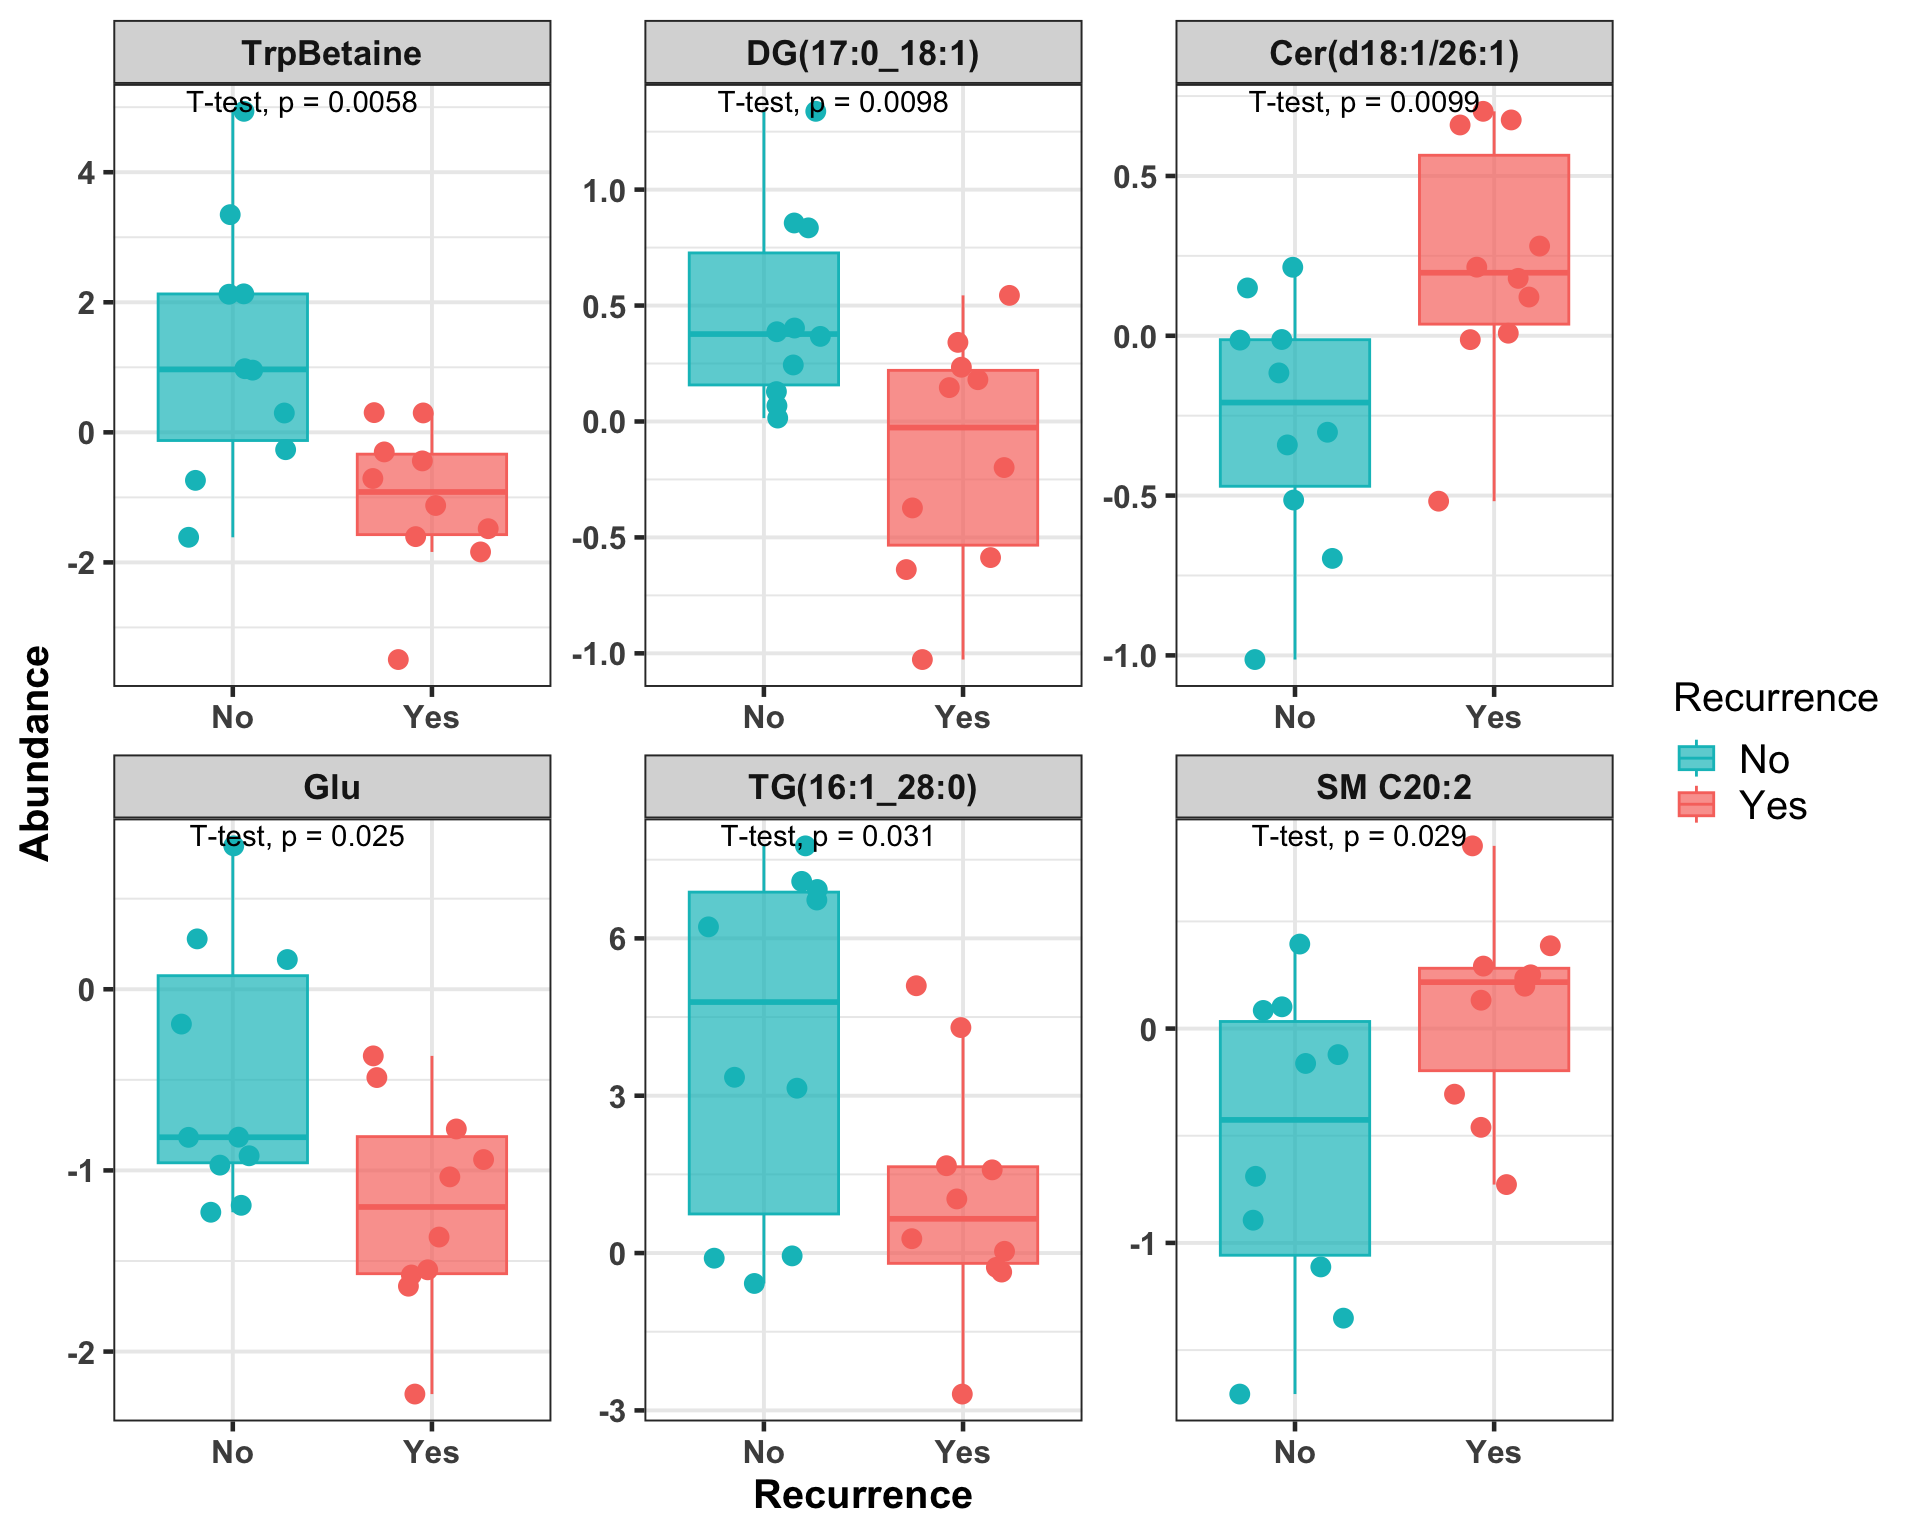 TrpBetaine
DG(17:0_18:1)
Cer(d18:1/26:1)
T-test, p = 0.0058
T-test, p = 0.0098
T-test, p = 0.0099
4
2
0
-2
1.0
0.5
0.0
-0.5
-1.0
0.5
0.0
-0.5
-1.0
No
Yes
No
Yes
No
Yes
Abundance
Glu
TG(16:1_28:0)
SM C20:2
T-test, p = 0.025
T-test, p = 0.031
T-test, p = 0.029
0
-1
-2
6
3
0
-3
0
-1
No
Yes
No
Yes
No
Yes
Recurrence
Recurrence
No
Yes